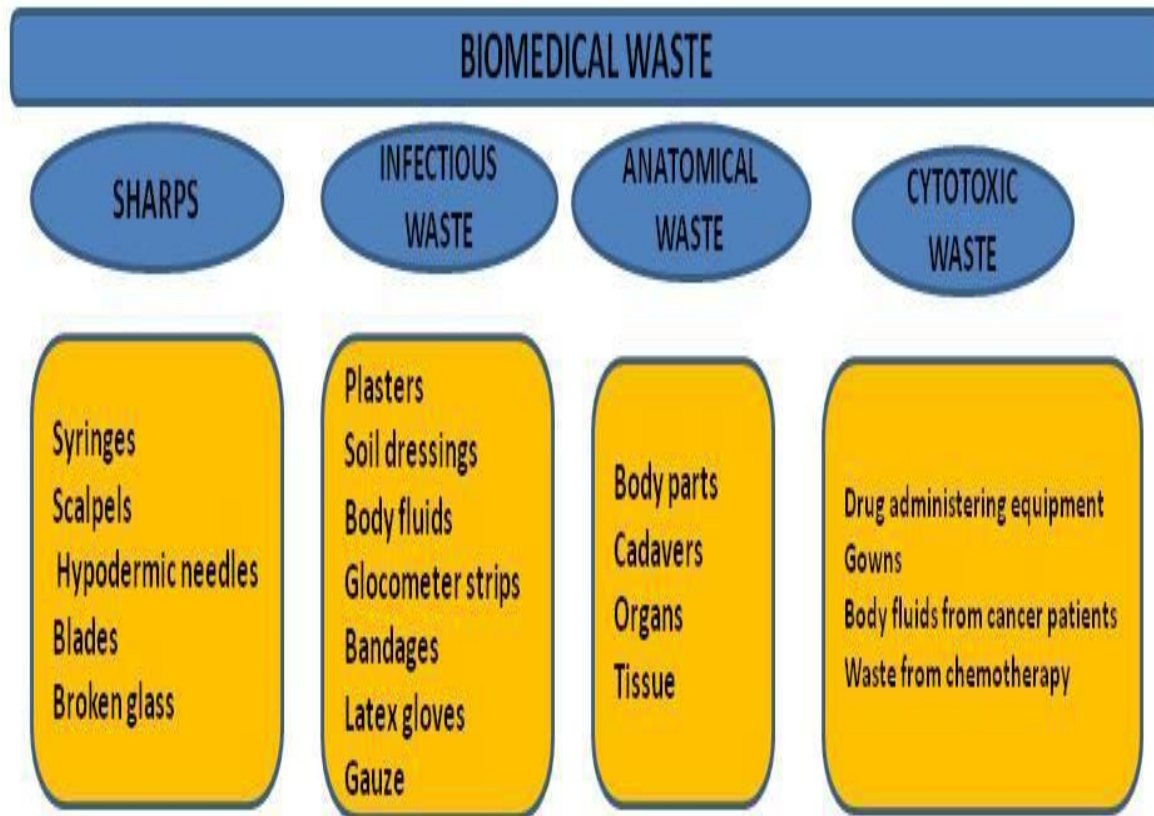 BIOMEDICAL WASTE
SHARPS
INFECTIOUS
WASTE
ANATOMICAL
WASTE
CYTOTOXIC
WASTE
Syringes
Scalpels
Hypodermic needles
Blades
Broken glass
Plasters
Soil dressings
Body fluids
Glocometer strips
Bandages
Latex gloves
Gauze
Body parts
Cadavers
Organs
Tissue
Drug administering equipment
Gowns
Body fluids from cancer patients
Waste from chemotherapy